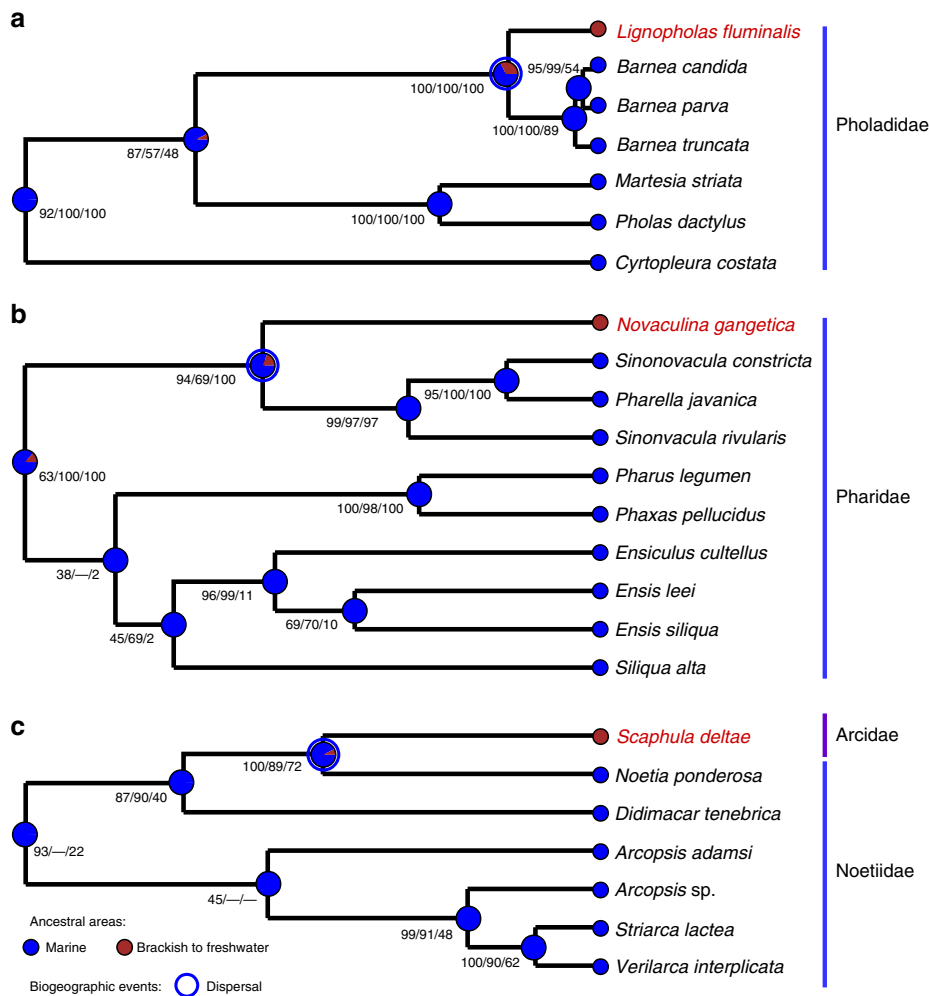 a
Lignopholas fluminalis
95/99/54
Barnea candida
100/100/100
Barnea parva
100/100/89
Barnea truncata
Pholadidae
87/57/48
Martesia striata
92/100/100
100/100/100
Pholas dactylus
Cyrtopleura costata
b
Novaculina gangetica
Sinonovacula constricta
94/69/100
95/100/100
Pharella javanica
99/97/97
Sinonvacula rivularis
63/100/100
Pharus legumen
Pharidae
100/98/100
Phaxas pellucidus
Ensiculus cultellus
38/—/2
96/99/11
Ensis leei
69/70/10
Ensis siliqua
45/69/2
Siliqua alta
c
Scaphula deltae
Arcidae
100/89/72
Noetia ponderosa
87/90/40
Didimacar tenebrica
93/—/22
Arcopsis adamsi
Noetiidae
45/—/—
Arcopsis sp.
Ancestral areas:
99/91/48
Striarca lactea
Marine
Brackish to freshwater
100/90/62
Verilarca interplicata
Biogeographic events:
Dispersal